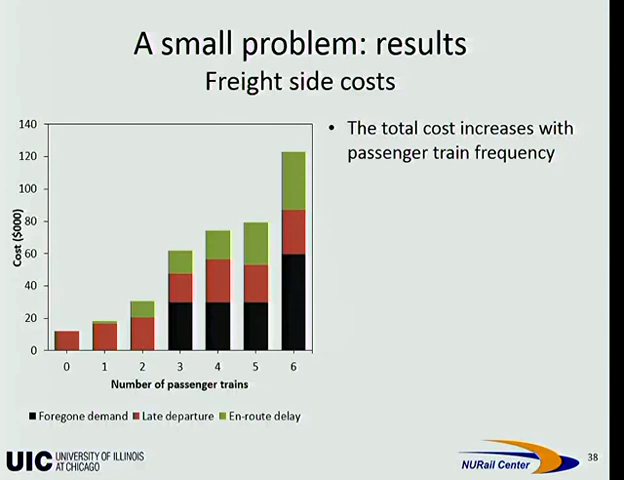 A small problem: results
Freight side costs
• The total cost increases with
passenger train frequency
140
120
100
80
60
40
20
0
Cost ($000)
0 1 2 3 4 5 6
Number of passenger trains
Foregone demand Late departure En-route delay
UIC UNIVERSITY OF ILLINOIS
AT CHICAGO
NURail Center
38